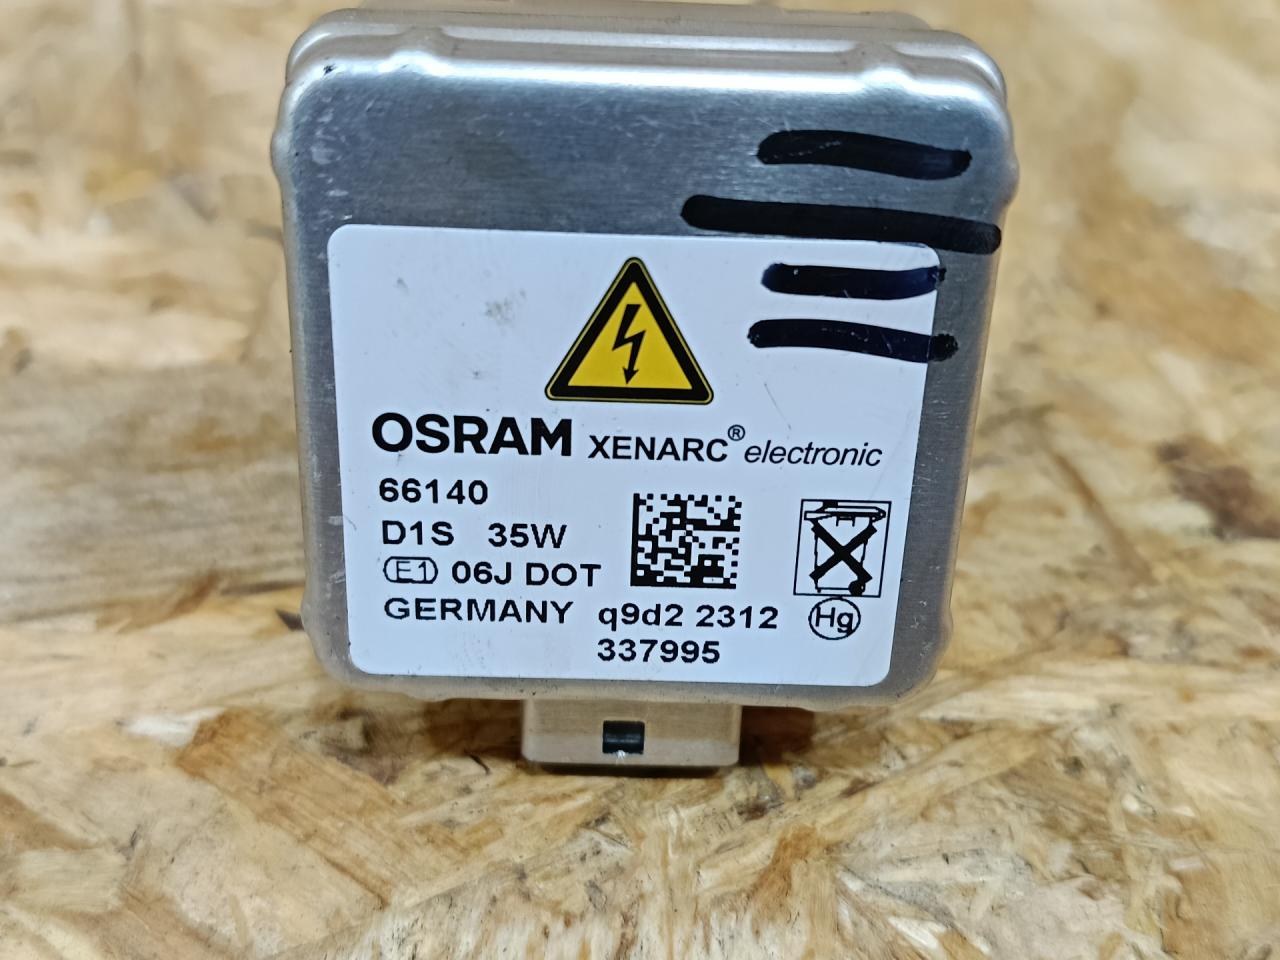 OSRAM XENARC® electronic
66140
D1S 35W
E1 06J DOT
GERMANY q9d2 2312
337995
Hg